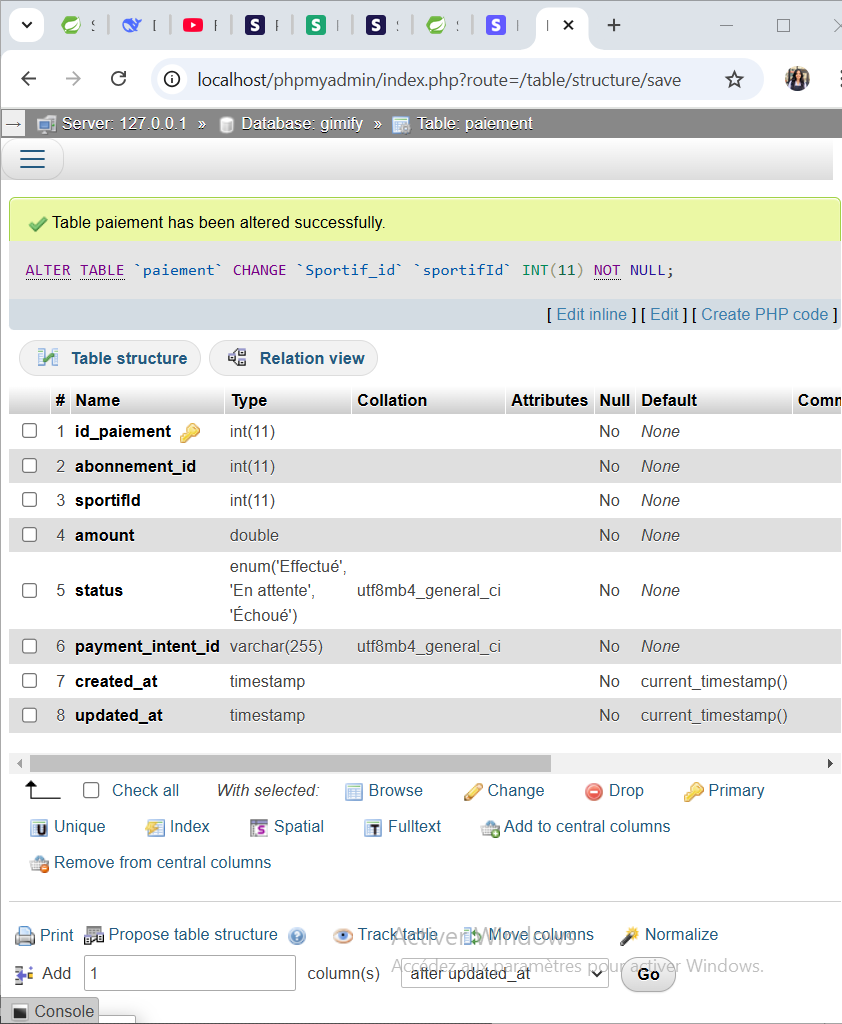 localhost/phpmyadmin/index.php?route=/table/structure/save
Server: 127.0.0.1 » Database: gimify » Table: paiement
Table paiement has been altered successfully.
ALTER TABLE `paiement` CHANGE `Sportif_id` `sportifId` INT(11) NOT NULL;
[ Edit inline ] [ Edit ] [ Create PHP code ]
Table structure Relation view
# Name Type Collation Attributes Null Default Comm
1 id_paiement int(11) No None
2 abonnement_id int(11) No None
3 sportifId int(11) No None
4 amount double No None
enum('Effectué',
5 status 'En attente', utf8mb4_general_ci No None
'Échoué')
6 payment_intent_id varchar(255) utf8mb4_general_ci No None
7 created_at timestamp No current_timestamp()
8 updated_at timestamp No current_timestamp()
Check all With selected: Browse Change Drop Primary
Unique Index Spatial Fulltext Add to central columns
Remove from central columns
Print Propose table structure Track table Move columns Normalize
Activer Windows
Add 1 column(s) after updated_at Go
Accédez aux paramètres pour activer Windows.
Console